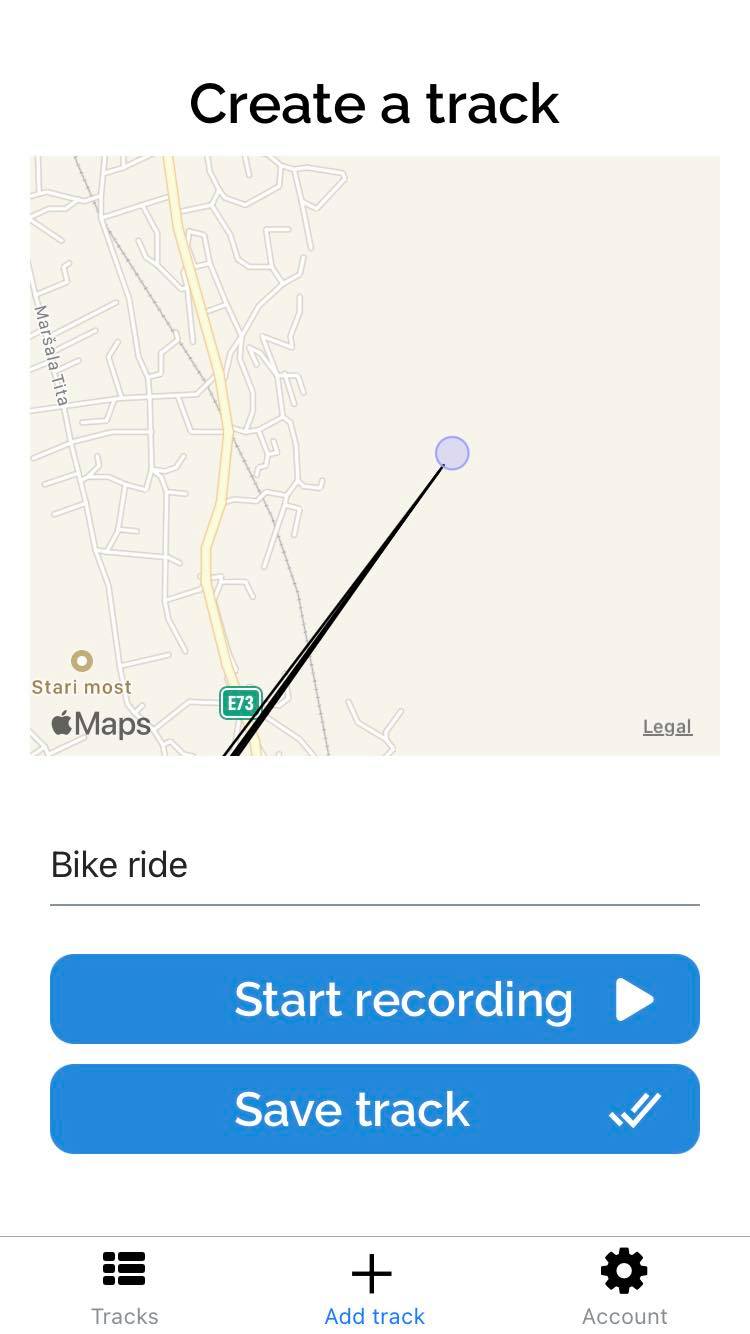 Create a track
Maršala Tita
E73
Stari most
Maps
Legal
Bike ride
Start recording
Save track
Tracks
Add track
Account